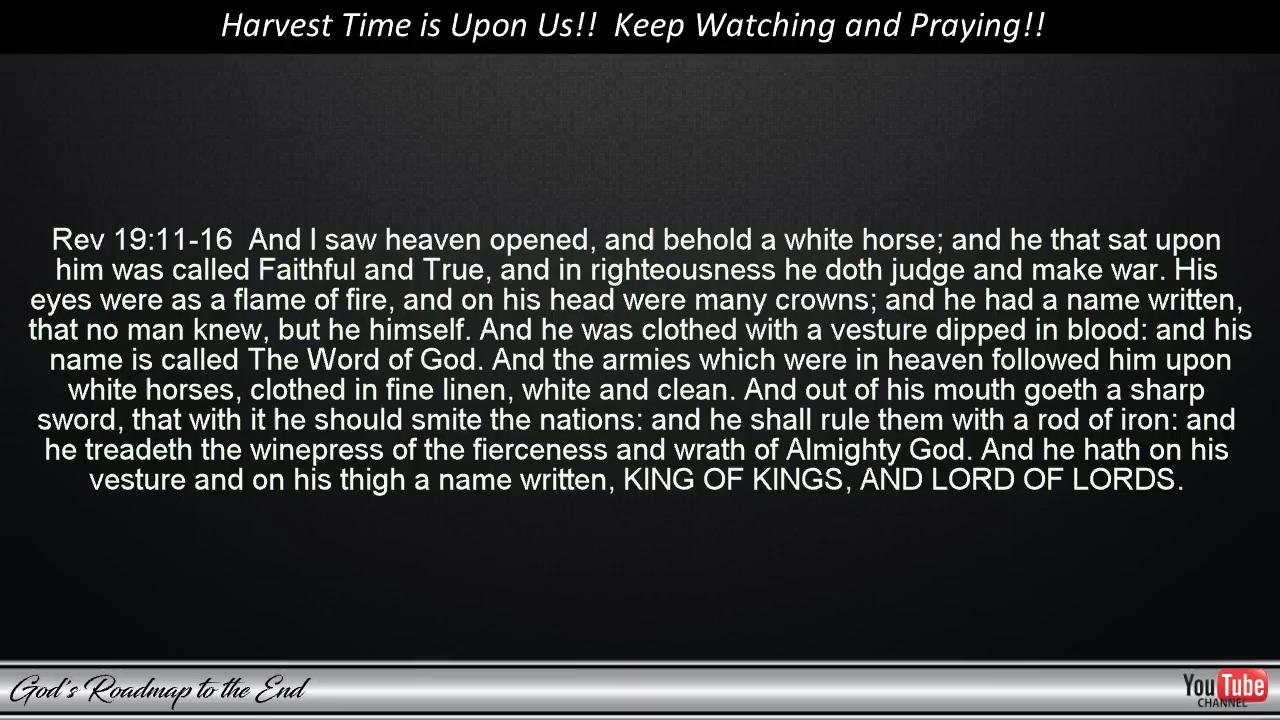 Harvest Time is Upon Us!!  Keep Watching and Praying!!
Rev 19:11-16  And I saw heaven opened, and behold a white horse; and he that sat upon
him was called Faithful and True, and in righteousness he doth judge and make war. His
eyes were as a flame of fire, and on his head were many crowns; and he had a name written,
that no man knew, but he himself. And he was clothed with a vesture dipped in blood: and his
name is called The Word of God. And the armies which were in heaven followed him upon
white horses, clothed in fine linen, white and clean. And out of his mouth goeth a sharp
sword, that with it he should smite the nations: and he shall rule them with a rod of iron: and
he treadeth the winepress of the fierceness and wrath of Almighty God. And he hath on his
vesture and on his thigh a name written, KING OF KINGS, AND LORD OF LORDS.
God's Roadmap to the End
YouTube
CHANNEL